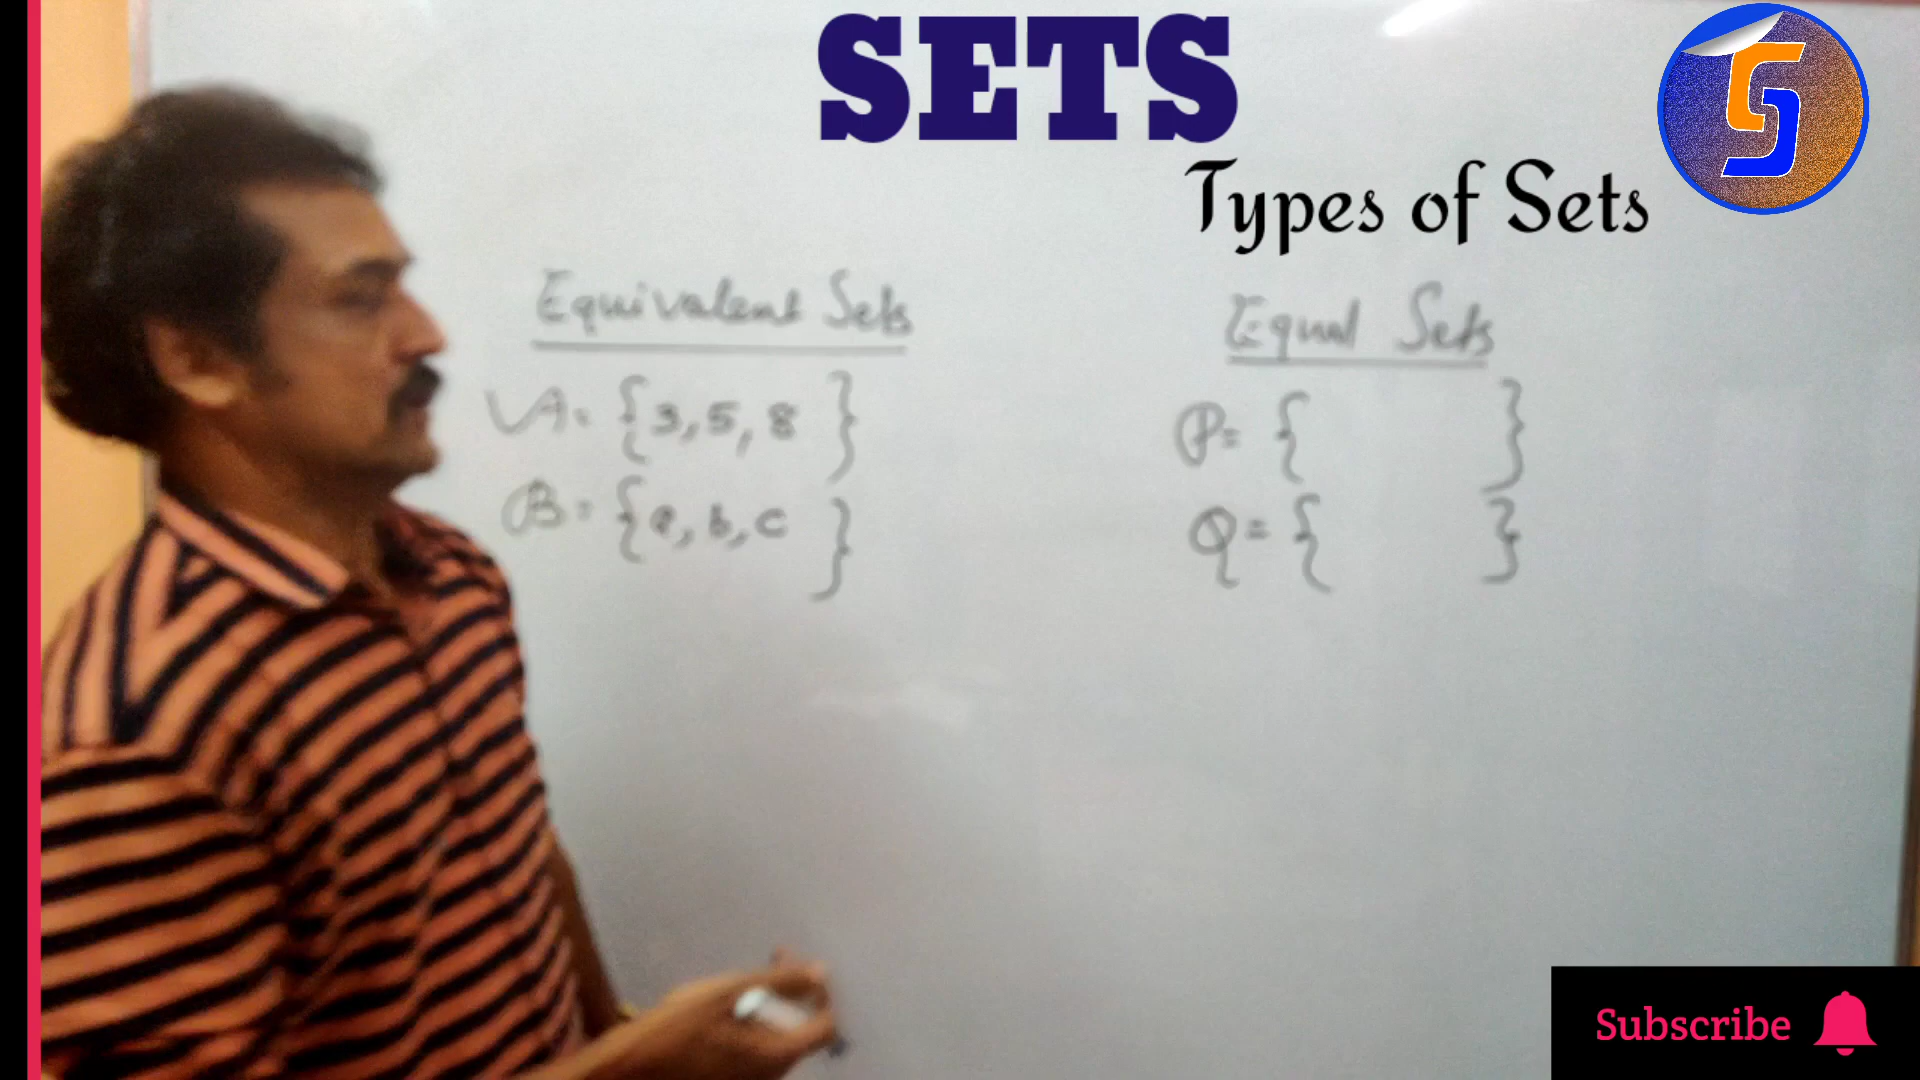 SETS
Types of Sets
Equivalent Sets
A = {3, 5, 8}
B = {a, b, c}
Equal Sets
P = { }
Q = { }
Subscribe